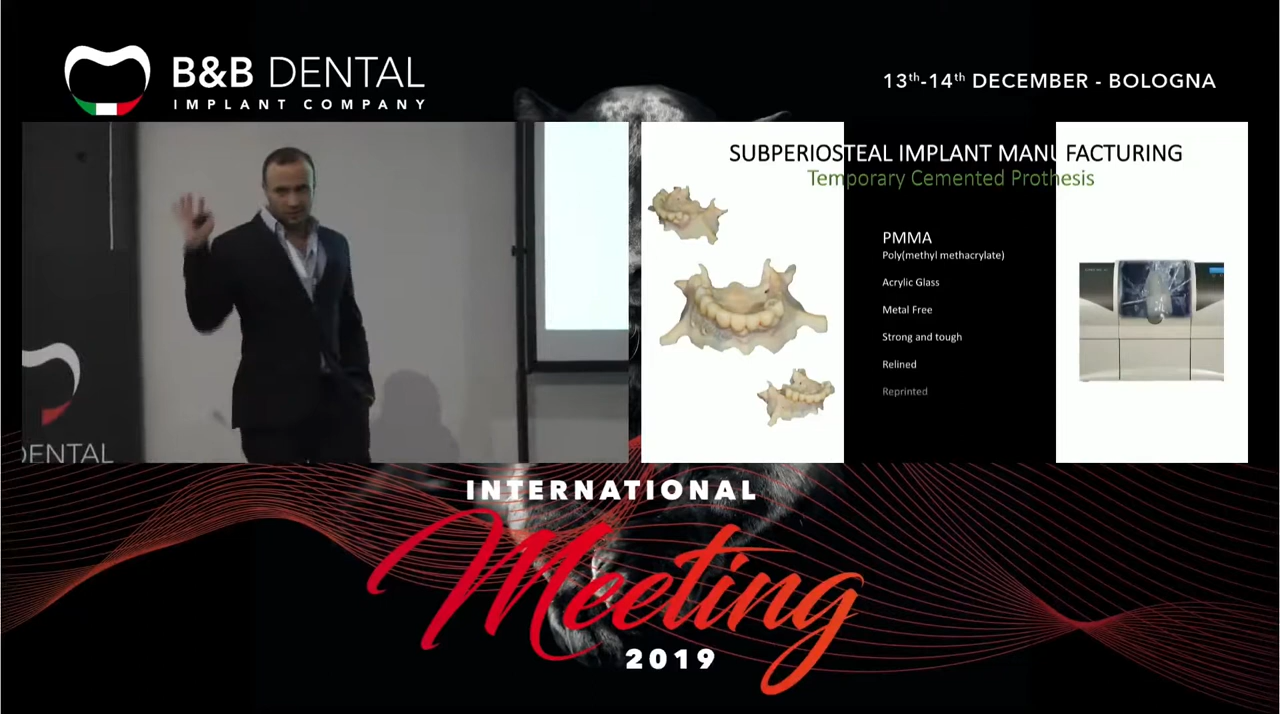 B&B DENTAL
IMPLANT COMPANY
13th-14th DECEMBER - BOLOGNA
SUBPERIOSTEAL IMPLANT MANUFACTURING
Temporary Cemented Prothesis
PMMA
Poly(methyl methacrylate)
Acrylic Glass
Metal Free
Strong and tough
Relined
Reprinted
DENTAL
INTERNATIONAL
Meeting
2019